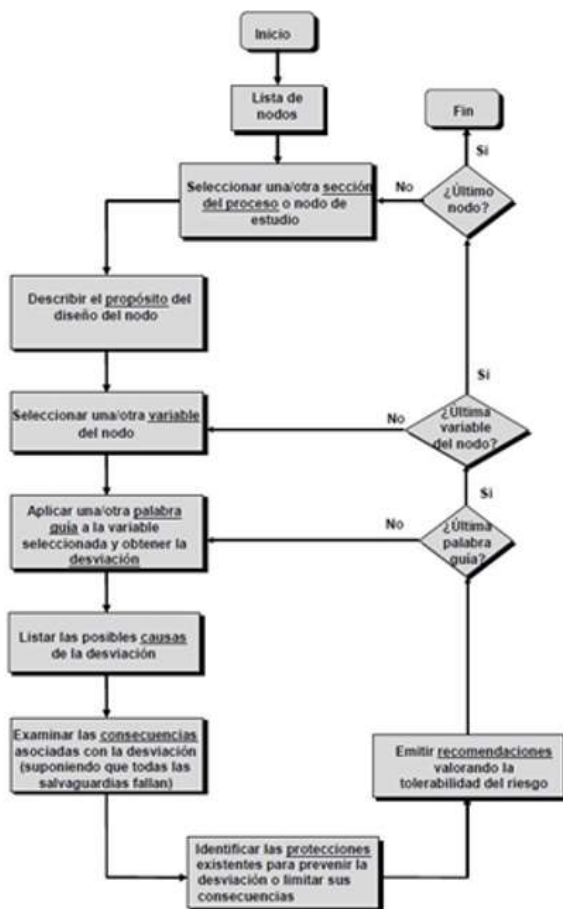 Inicio
Lista de
nodos
Fin
Si
Seleccionar una/otra sección
del proceso o nodo de
estudio
No
¿Último
nodo?
Describir el propósito del
diseño del nodo
Si
Seleccionar una/otra variable
del nodo
No
¿Última
variable
del nodo?
Si
Aplicar una/otra palabra
guía a la variable
seleccionada y obtener la
desviación
No
¿Última
palabra
guía?
Listar las posibles causas
de la desviación
Examinar las consecuencias
asociadas con la desviación
(suponiendo que todas las
salvaguardias fallan)
Emitir recomendaciones
valorando la
tolerabilidad del riesgo
Identificar las protecciones
existentes para prevenir la
desviación o limitar sus
consecuencias